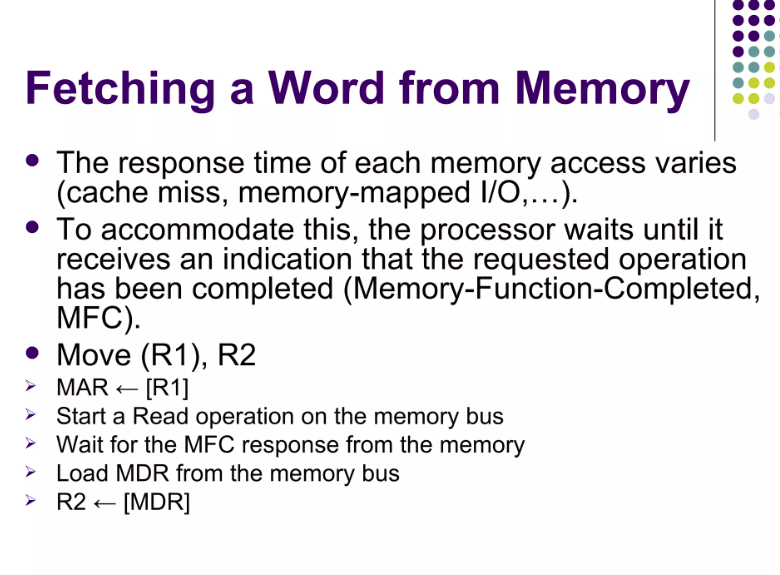 Fetching a Word from Memory
The response time of each memory access varies
(cache miss, memory-mapped I/O,…).
To accommodate this, the processor waits until it
receives an indication that the requested operation
has been completed (Memory-Function-Completed,
MFC).
Move (R1), R2
MAR ← [R1]
Start a Read operation on the memory bus
Wait for the MFC response from the memory
Load MDR from the memory bus
R2 ← [MDR]